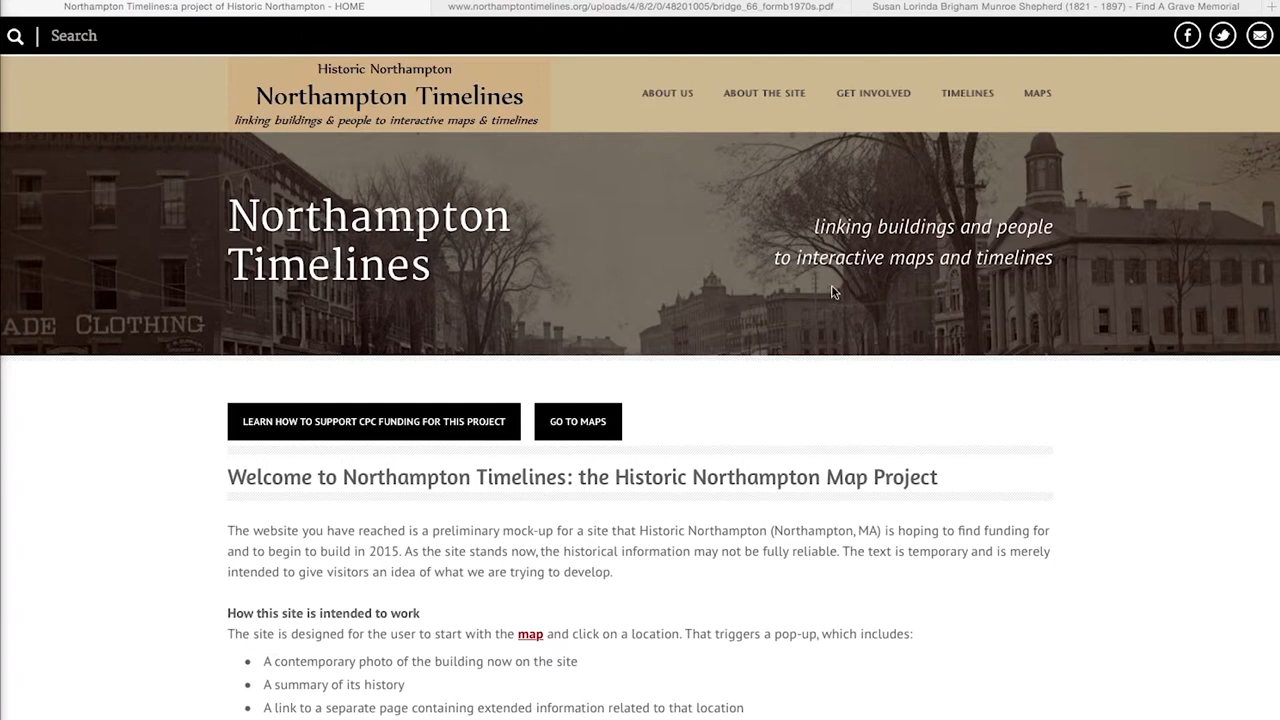 Northampton Timelines:a project of Historic Northampton - HOME
www.northamptontimelines.org/uploads/4/8/2/0/48201005/bridge_66_formb1970s.pdf
Susan Lorinda Brigham Munroe Shepherd (1821 - 1897) - Find A Grave Memorial
Search
Historic Northampton
Northampton Timelines
linking buildings & people to interactive maps & timelines
ABOUT US
ABOUT THE SITE
GET INVOLVED
TIMELINES
MAPS
Northampton
Timelines
linking buildings and people
to interactive maps and timelines
ADE CLOTHING
LEARN HOW TO SUPPORT CPC FUNDING FOR THIS PROJECT
GO TO MAPS
Welcome to Northampton Timelines: the Historic Northampton Map Project
The website you have reached is a preliminary mock-up for a site that Historic Northampton (Northampton, MA) is hoping to find funding for
and to begin to build in 2015. As the site stands now, the historical information may not be fully reliable. The text is temporary and is merely
intended to give visitors an idea of what we are trying to develop.
How this site is intended to work
The site is designed for the user to start with the map and click on a location. That triggers a pop-up, which includes:
• A contemporary photo of the building now on the site
• A summary of its history
• A link to a separate page containing extended information related to that location